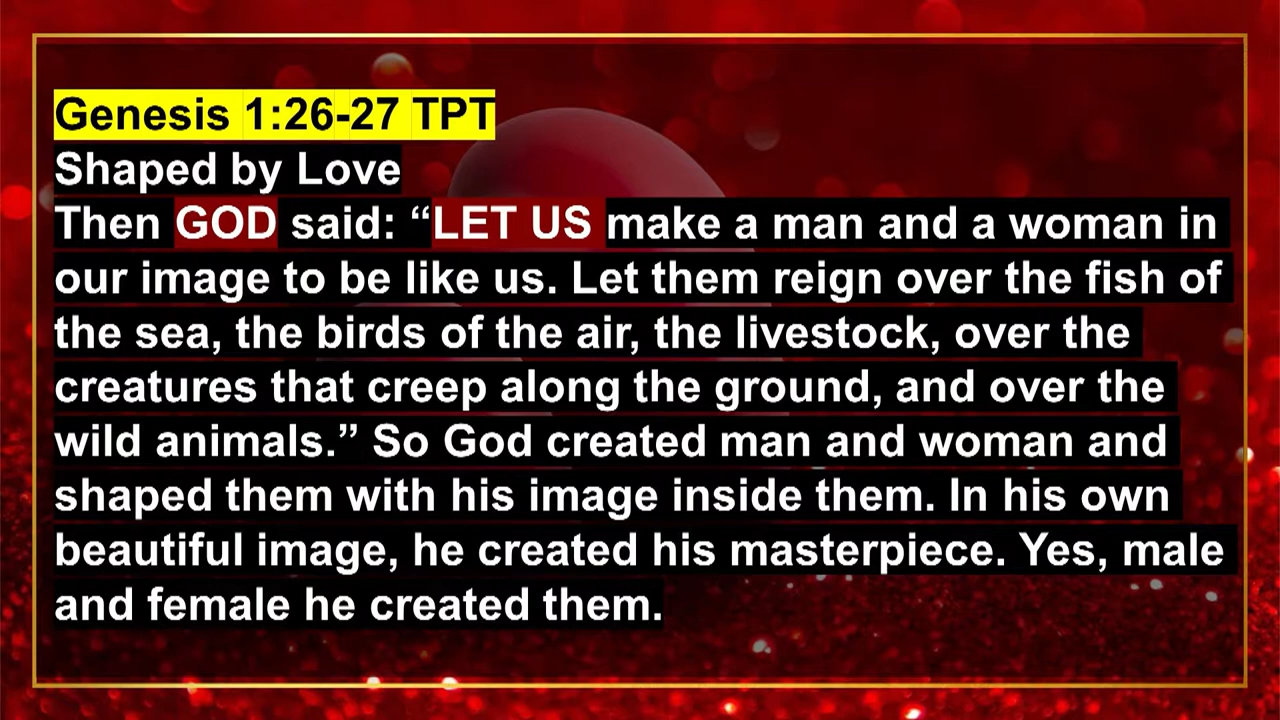 Genesis 1:26-27 TPT
Shaped by Love
Then GOD said: “LET US make a man and a woman in
our image to be like us. Let them reign over the fish of
the sea, the birds of the air, the livestock, over the
creatures that creep along the ground, and over the
wild animals.” So God created man and woman and
shaped them with his image inside them. In his own
beautiful image, he created his masterpiece. Yes, male
and female he created them.